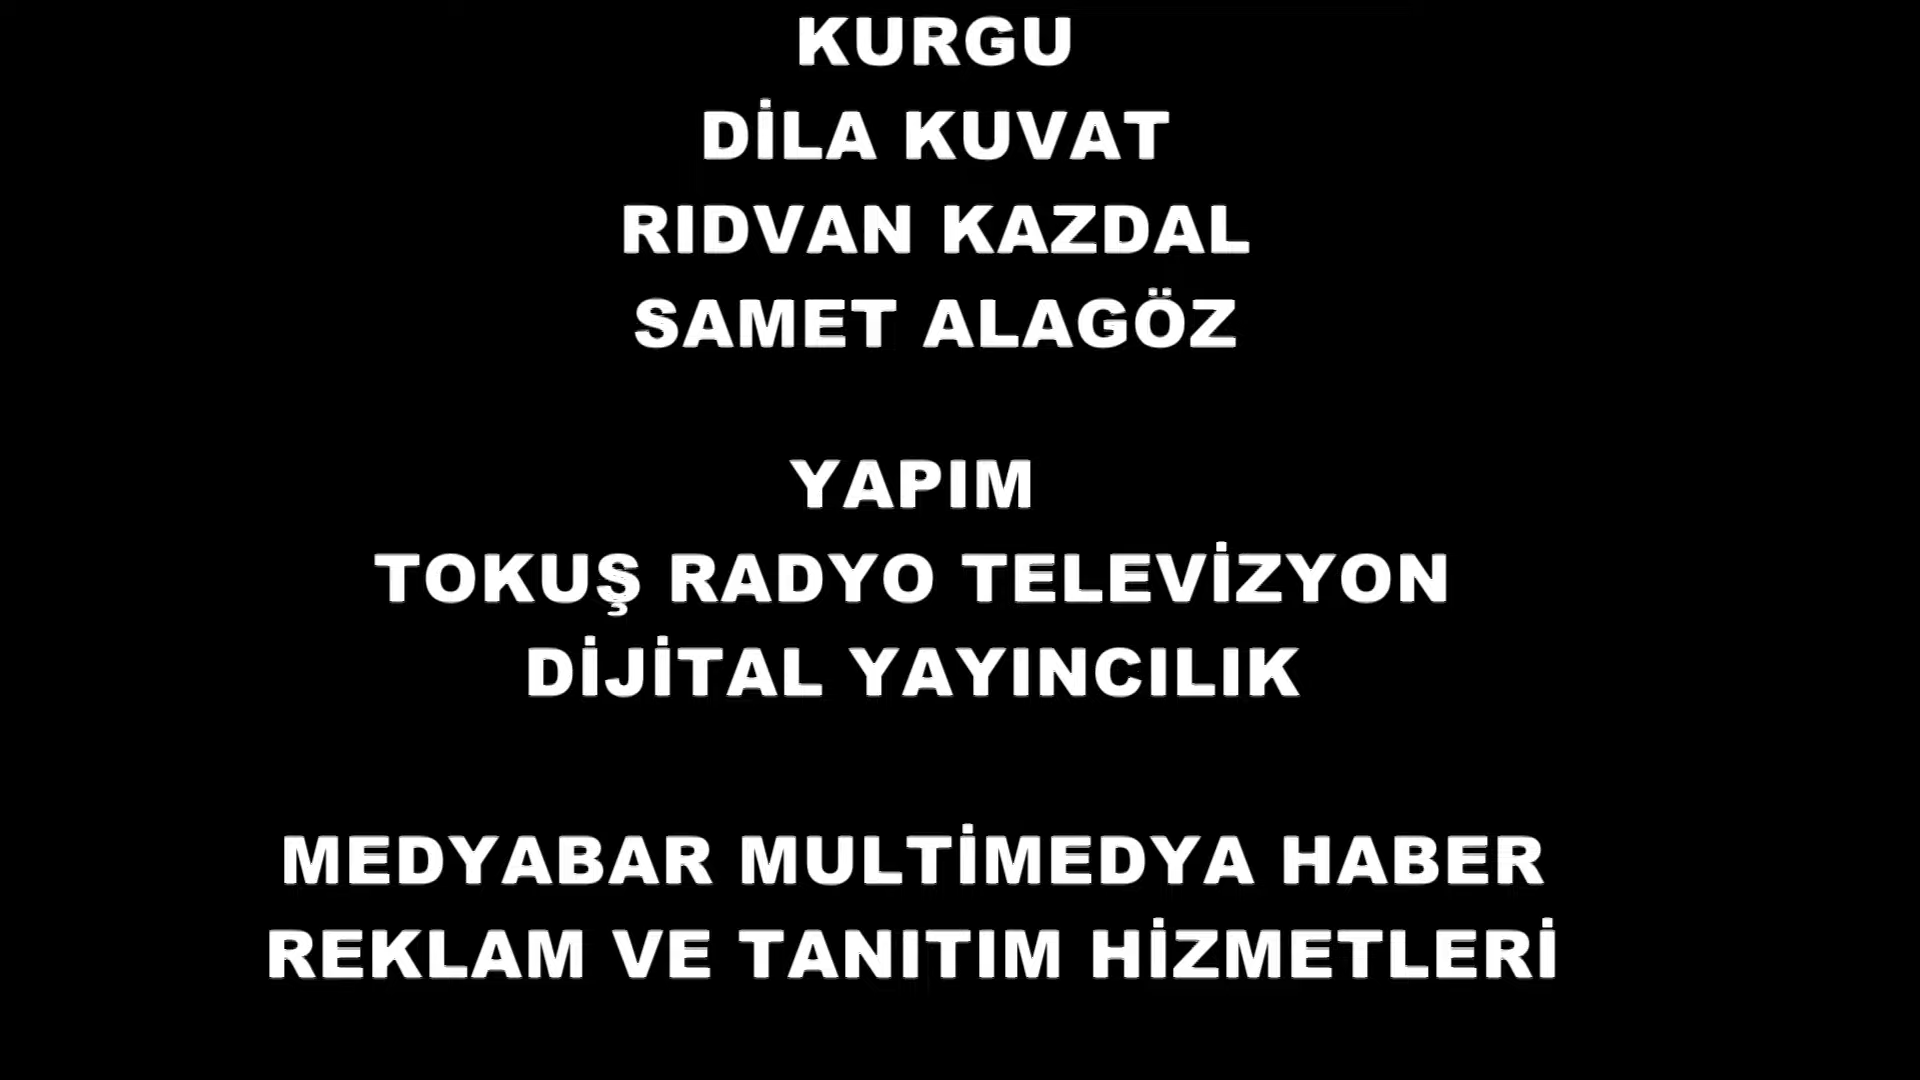 KURGU
DİLA KUVAT
RIDVAN KAZDAL
SAMET ALAGÖZ
YAPIM
TOKUŞ RADYO TELEVİZYON
DİJİTAL YAYINCILIK
MEDYABAR MULTİMEDYA HABER
REKLAM VE TANITIM HİZMETLERİ